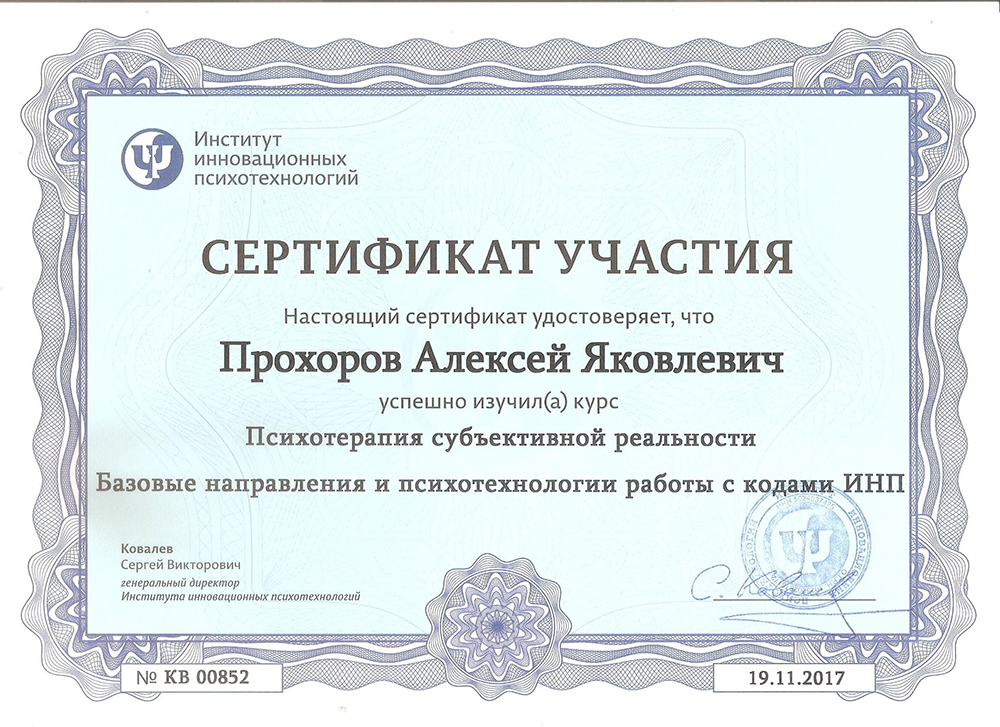 Институт
инновационных
психотехнологий
СЕРТИФИКАТ УЧАСТИЯ
Настоящий сертификат удостоверяет, что
Прохоров Алексей Яковлевич
успешно изучил(а) курс
Психотерапия субъективной реальности
Базовые направления и психотехнологии работы с кодами ИНП
Ковалев
Сергей Викторович
генеральный директор
Института инновационных психотехнологий
№ КВ 00852
19.11.2017